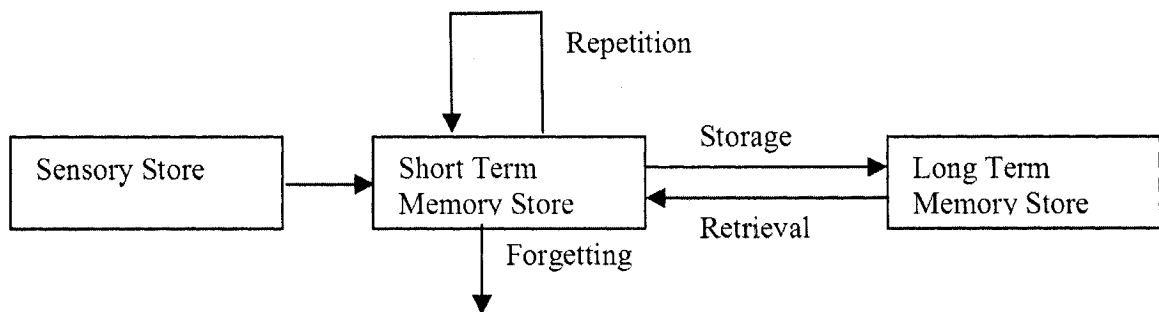 Repetition
Sensory Store
Short Term
Memory Store
Storage
Retrieval
Long Term
Memory Store
Forgetting